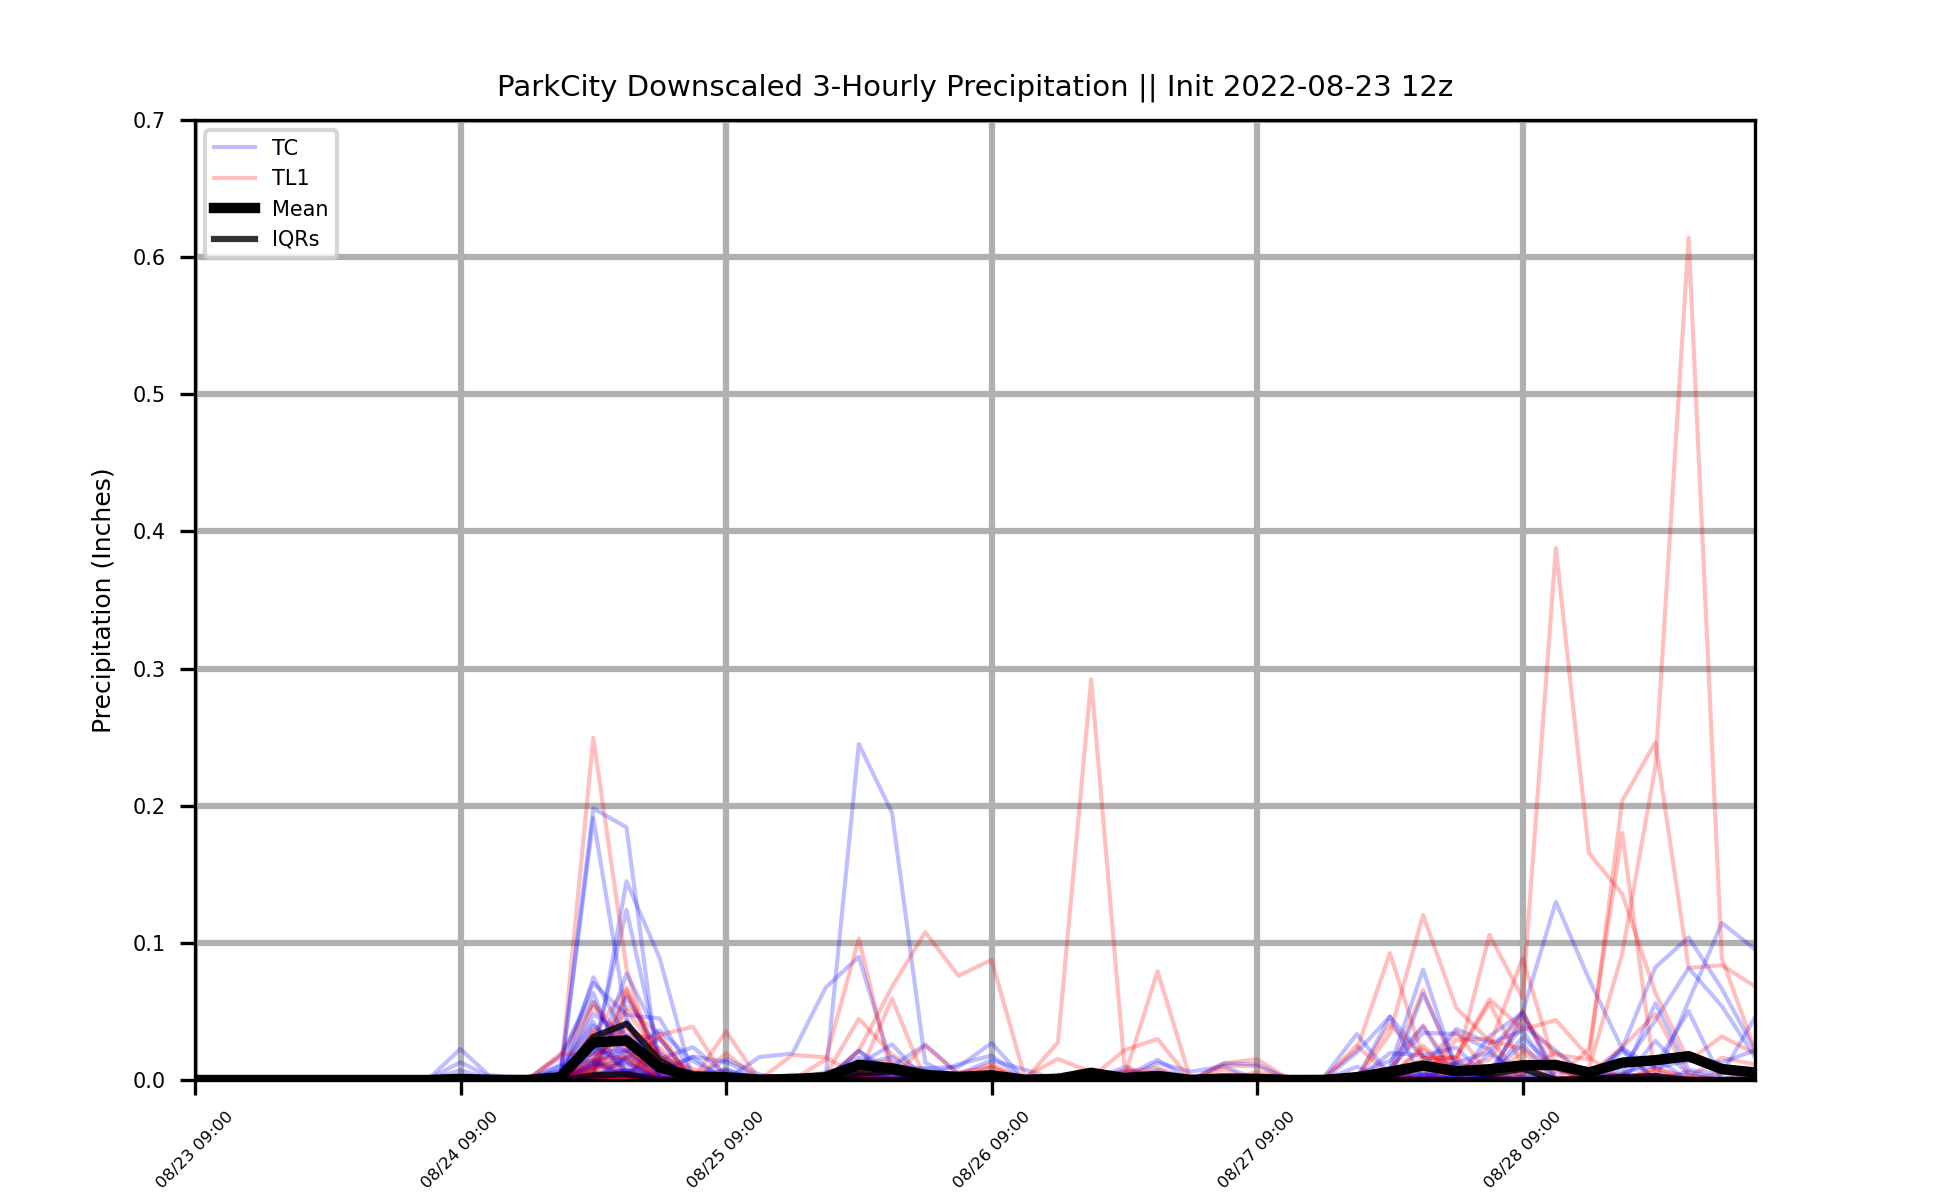 ParkCity Downscaled 3-Hourly Precipitation || Init 2022-08-23 12z
TC
TL1
Mean
IQRs
Precipitation (Inches)
0.7
0.6
0.5
0.4
0.3
0.2
0.1
0.0
08/23 09:00
08/24 09:00
08/25 09:00
08/26 09:00
08/27 09:00
08/28 09:00